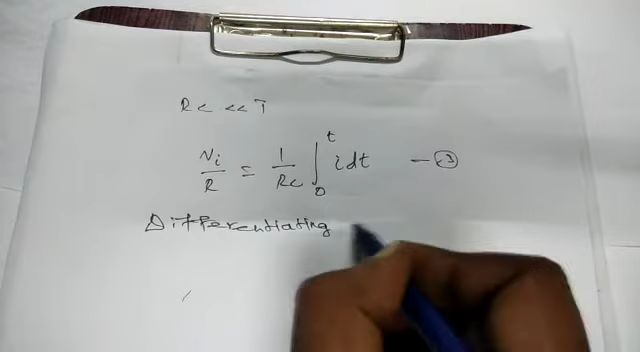 RC << T
Vi/R = 1/RC ∫₀ᵗ i dt — ③
Differentiating